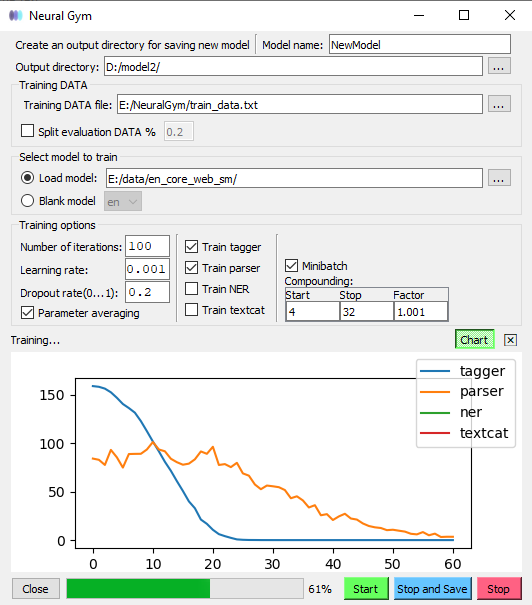 Neural Gym
Create an output directory for saving new model Model name: NewModel
Output directory: D:/model2/ ...
Training DATA
Training DATA file: E:/NeuralGym/train_data.txt ...
Split evaluation DATA % 0.2
Select model to train
Load model: E:/data/en_core_web_sm/ ...
Blank model en
Training options
Number of iterations: 100 Train tagger
Learning rate: 0.001 Train parser Minibatch
Dropout rate(0...1): 0.2 Train NER Compounding:
Start Stop Factor
Parameter averaging Train textcat 4 32 1.001
Training... Chart
tagger
parser
ner
textcat
150
100
50
0
0 10 20 30 40 50 60
Close 61% Start Stop and Save Stop